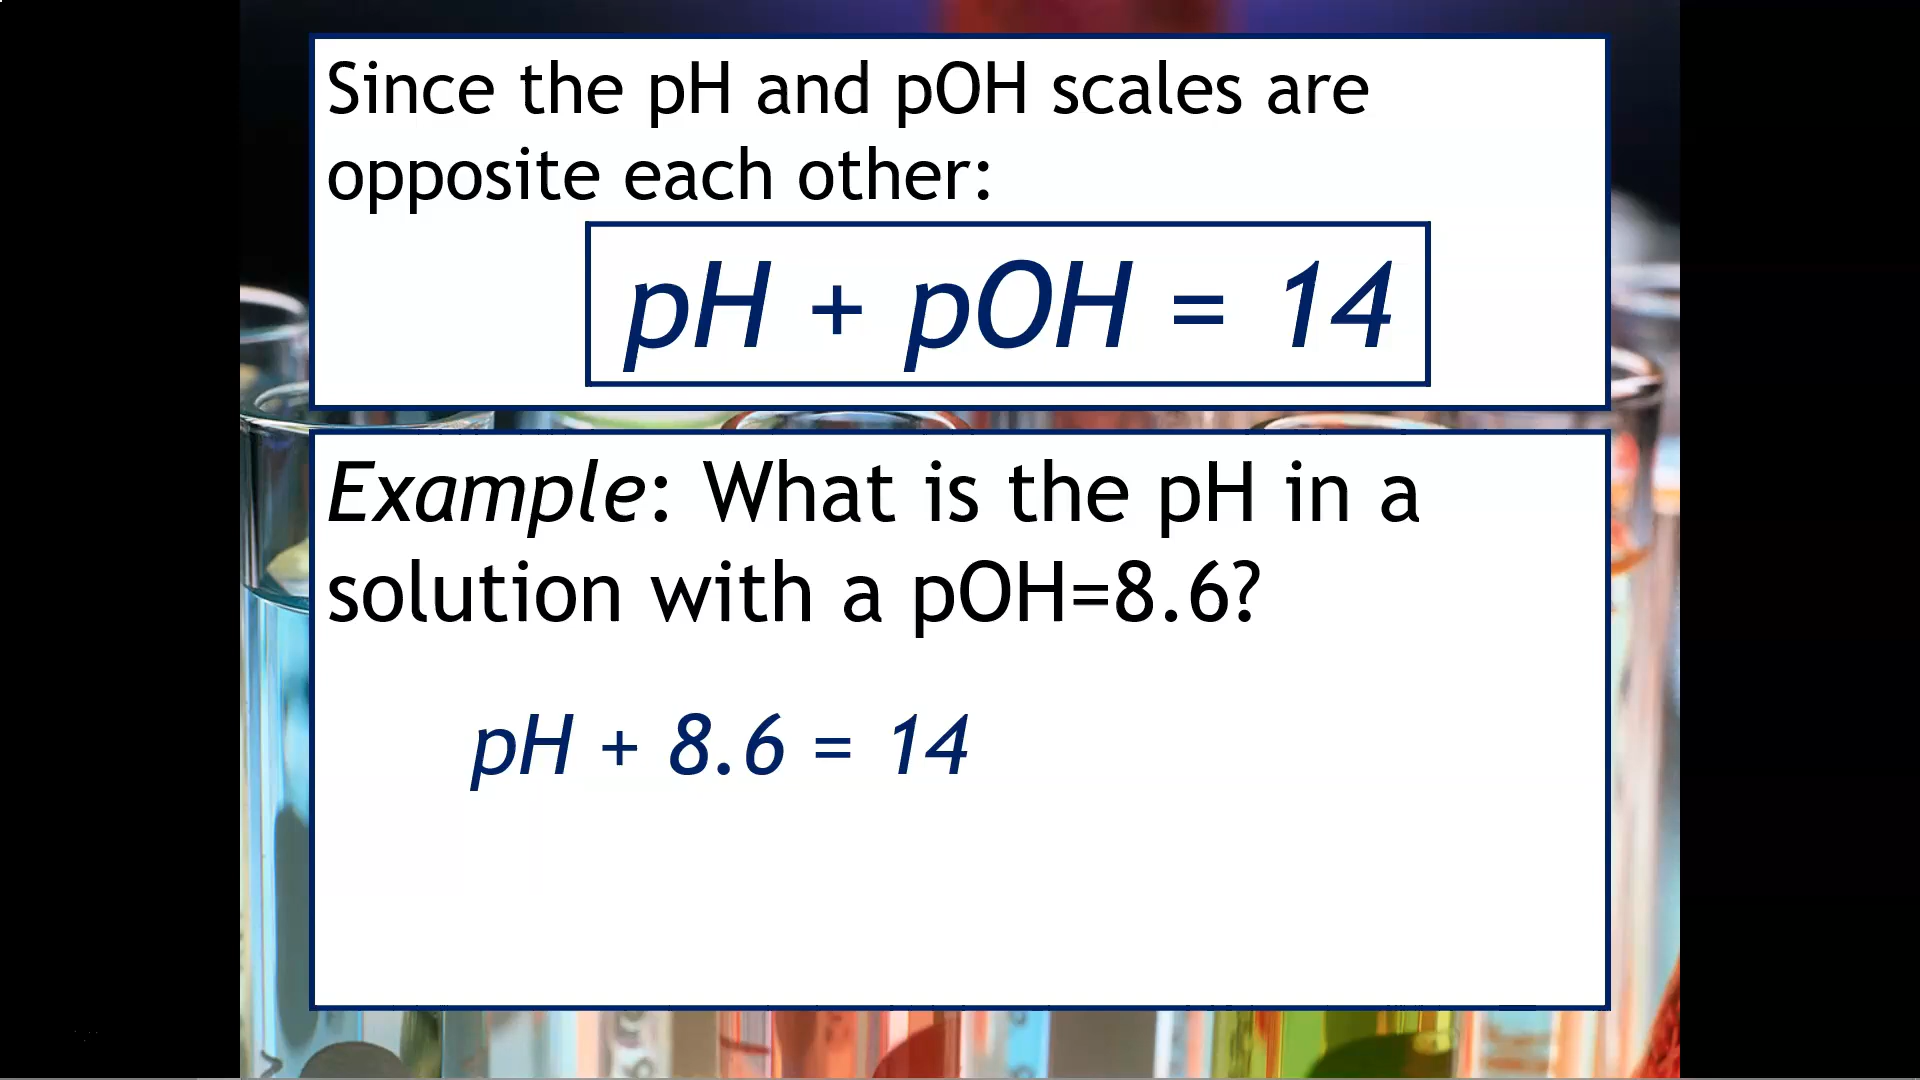 Since the pH and pOH scales are
opposite each other:
pH + pOH = 14
Example: What is the pH in a
solution with a pOH=8.6?
pH + 8.6 = 14